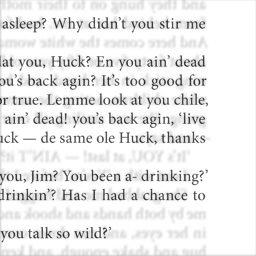 asleep? Why didn't you stir me
at you, Huck? En you ain' dead
ou's back agin? It's too good for
r true. Lemme look at you chile,
ain' dead! you's back agin, 'live
uck — de same ole Huck, thanks
you, Jim? You been a- drinking?'
drinkin'? Has I had a chance to
you talk so wild?'